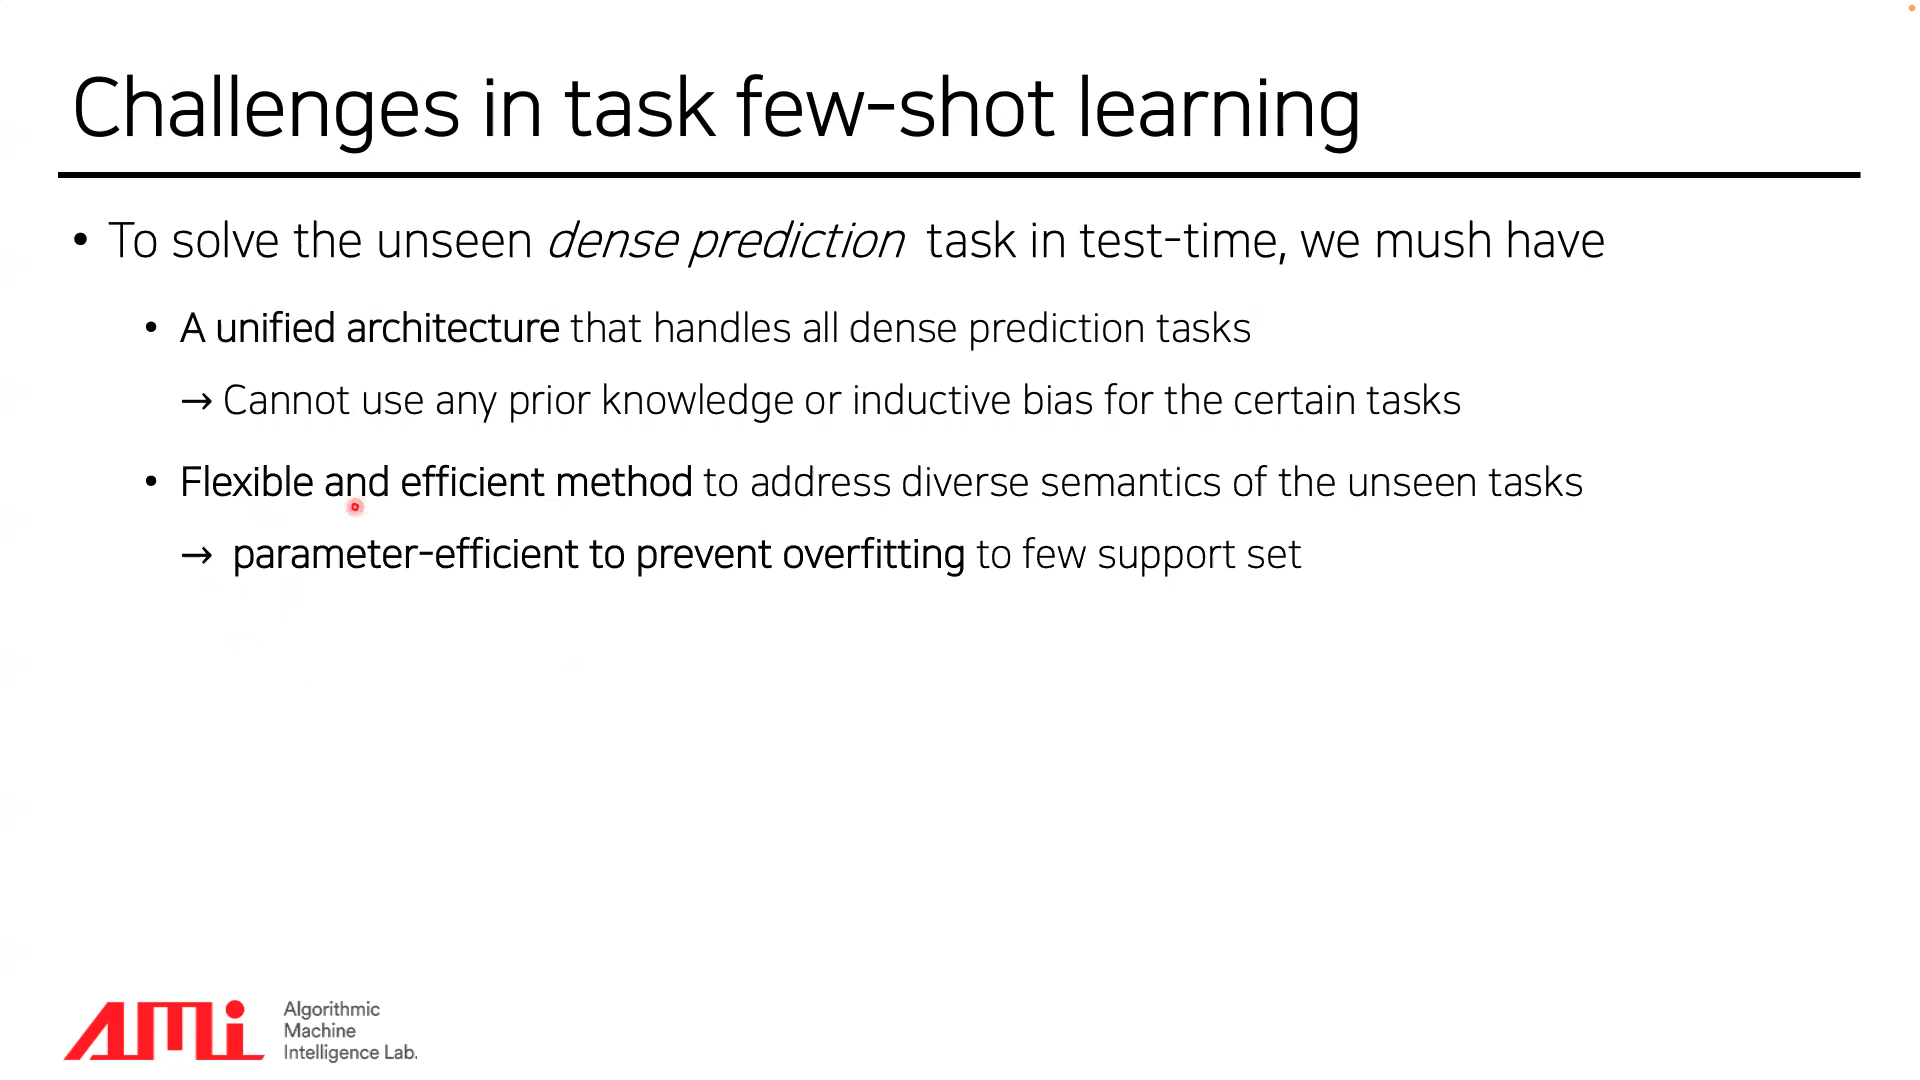 Challenges in task few-shot learning
• To solve the unseen dense prediction task in test-time, we mush have
• A unified architecture that handles all dense prediction tasks
→ Cannot use any prior knowledge or inductive bias for the certain tasks
• Flexible and efficient method to address diverse semantics of the unseen tasks
→ parameter-efficient to prevent overfitting to few support set
AMi
Algorithmic
Machine
Intelligence Lab.